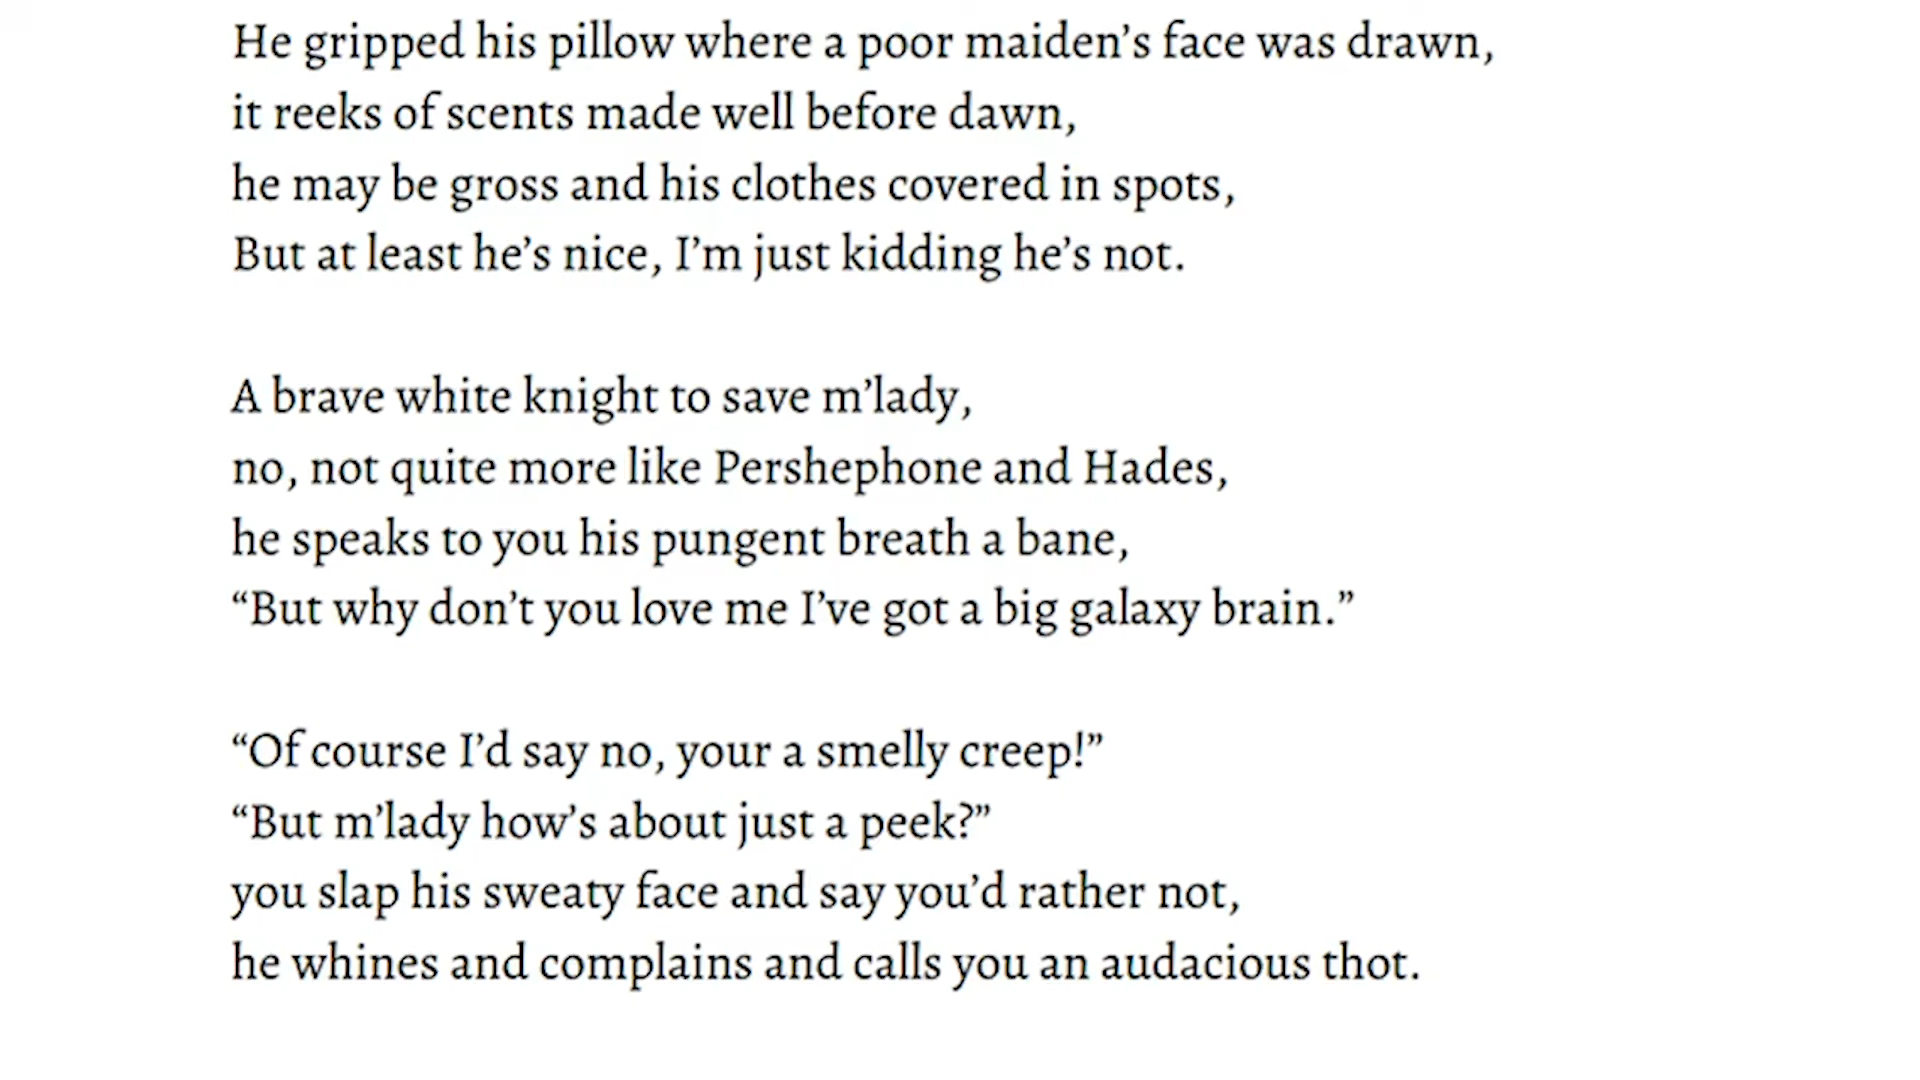 He gripped his pillow where a poor maiden’s face was drawn,
it reeks of scents made well before dawn,
he may be gross and his clothes covered in spots,
But at least he’s nice, I’m just kidding he’s not.
A brave white knight to save m’lady,
no, not quite more like Pershephone and Hades,
he speaks to you his pungent breath a bane,
“But why don’t you love me I’ve got a big galaxy brain.”
“Of course I’d say no, your a smelly creep!”
“But m’lady how’s about just a peek?”
you slap his sweaty face and say you’d rather not,
he whines and complains and calls you an audacious thot.